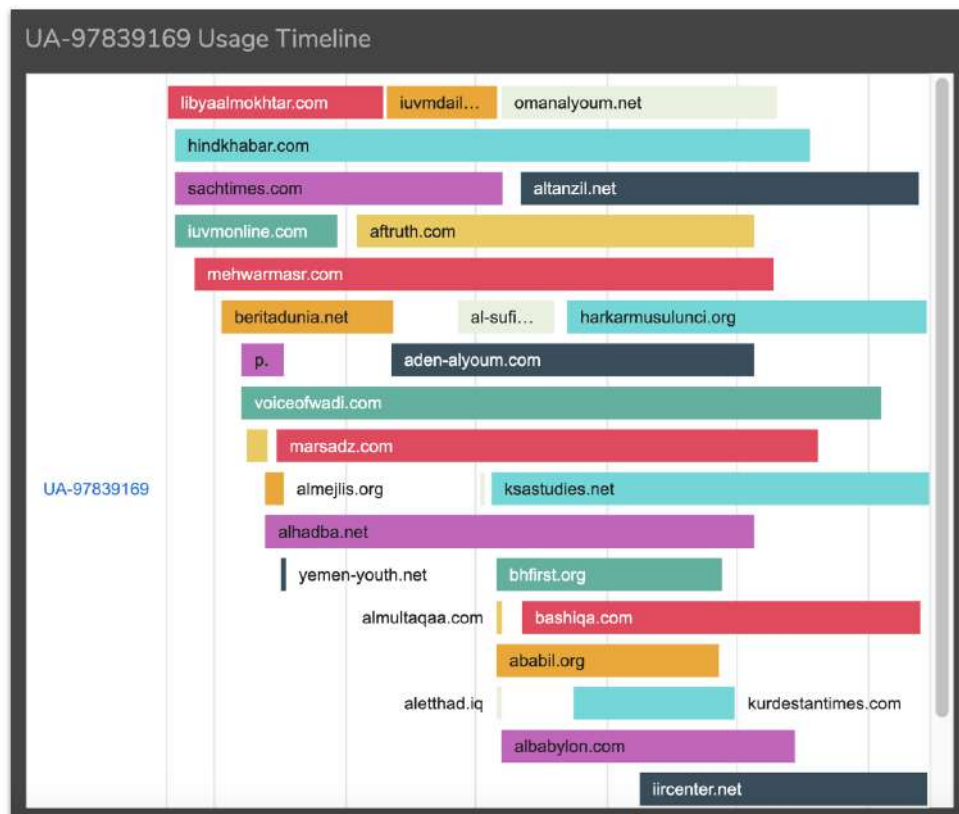 UA-97839169 Usage Timeline
libyaalmokhtar.com iuvmdail... omanalyoum.net
hindkhabar.com
sachtimes.com altanzil.net
iuvmonline.com aftruth.com
mehwarmasr.com
beritadunia.net al-sufi... harkarmusulunci.org
p. aden-alyoum.com
voiceofwadi.com
marsadz.com
UA-97839169 almejlis.org ksastudies.net
alhadba.net
yemen-youth.net bhfirst.org
almultaqaa.com bashiqa.com
ababil.org
aletthad.iq kurdestantimes.com
albabylon.com
iircenter.net